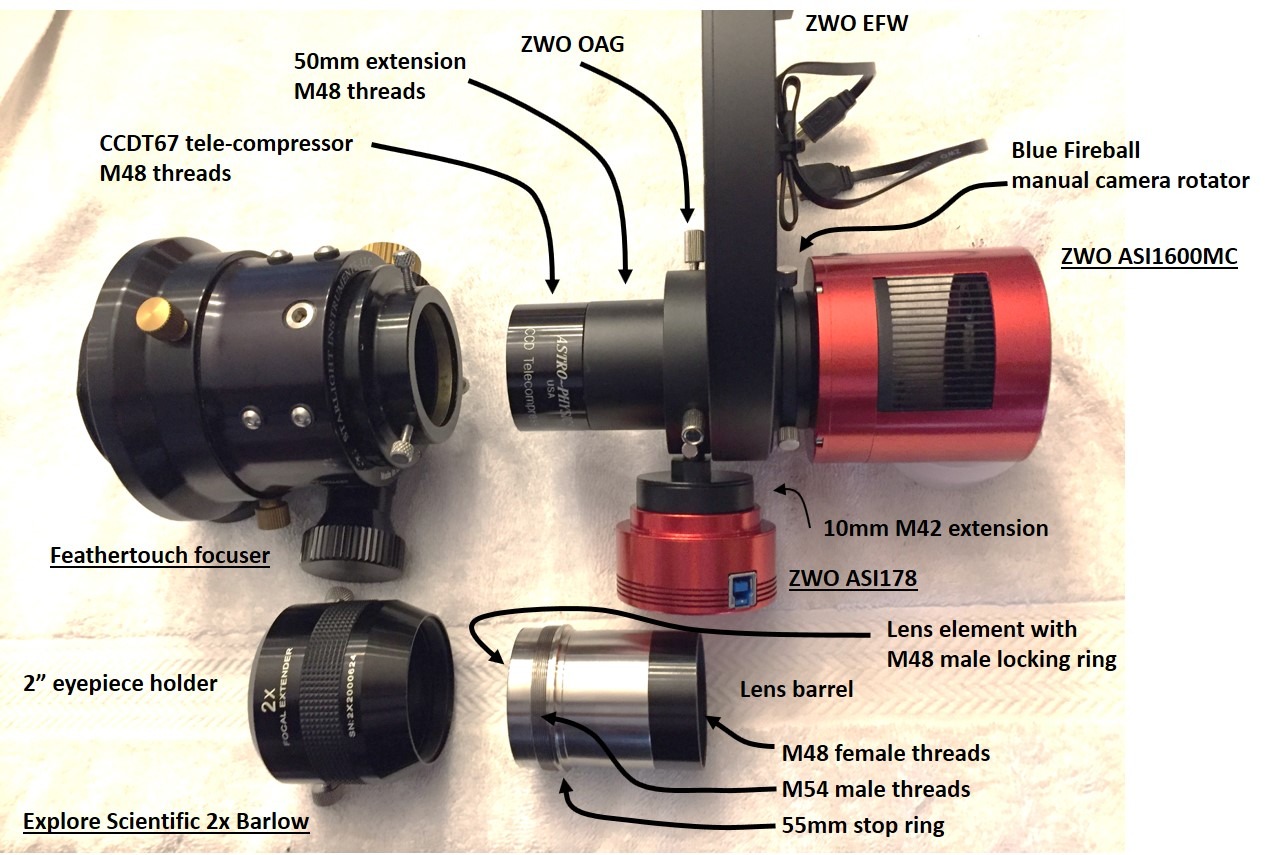 ZWO EFW
ZWO OAG
50mm extension
M48 threads
CCDT67 tele-compressor
M48 threads
Blue Fireball
manual camera rotator
ZWO ASI1600MC
ASTRO-PHYS
USA
CCD Telecompre
STARLIGHT INSTRUMEN
10mm M42 extension
Feathertouch focuser
ZWO ASI178
Lens element with
M48 male locking ring
2” eyepiece holder
2X
FOCAL EXTENDER
SN:2X2000624
Lens barrel
M48 female threads
M54 male threads
55mm stop ring
Explore Scientific 2x Barlow